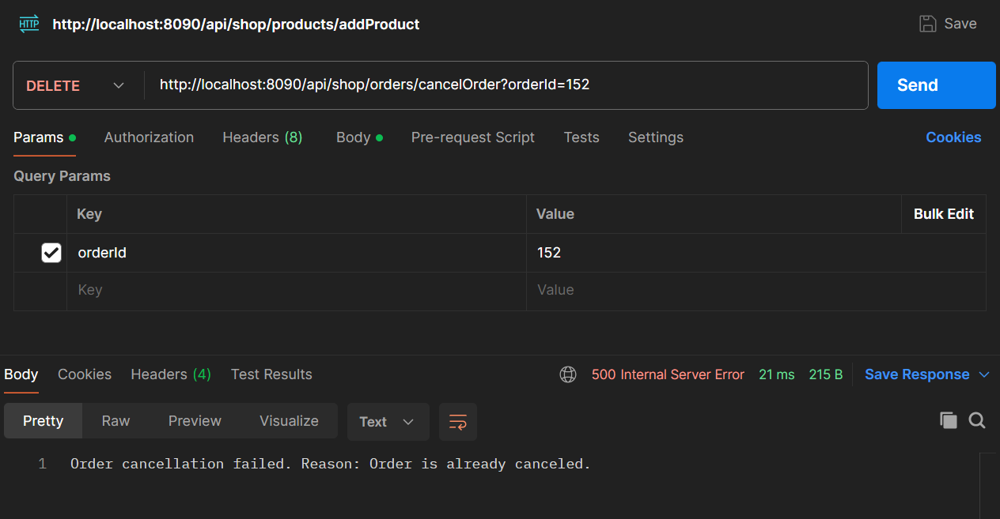 HTTP http://localhost:8090/api/shop/products/addProduct Save
DELETE http://localhost:8090/api/shop/orders/cancelOrder?orderId=152 Send
Params Authorization Headers (8) Body Pre-request Script Tests Settings Cookies
Query Params
Key Value Bulk Edit
orderId 152
Key Value
Body Cookies Headers (4) Test Results 500 Internal Server Error 21 ms 215 B Save Response
Pretty Raw Preview Visualize Text
1 Order cancellation failed. Reason: Order is already canceled.